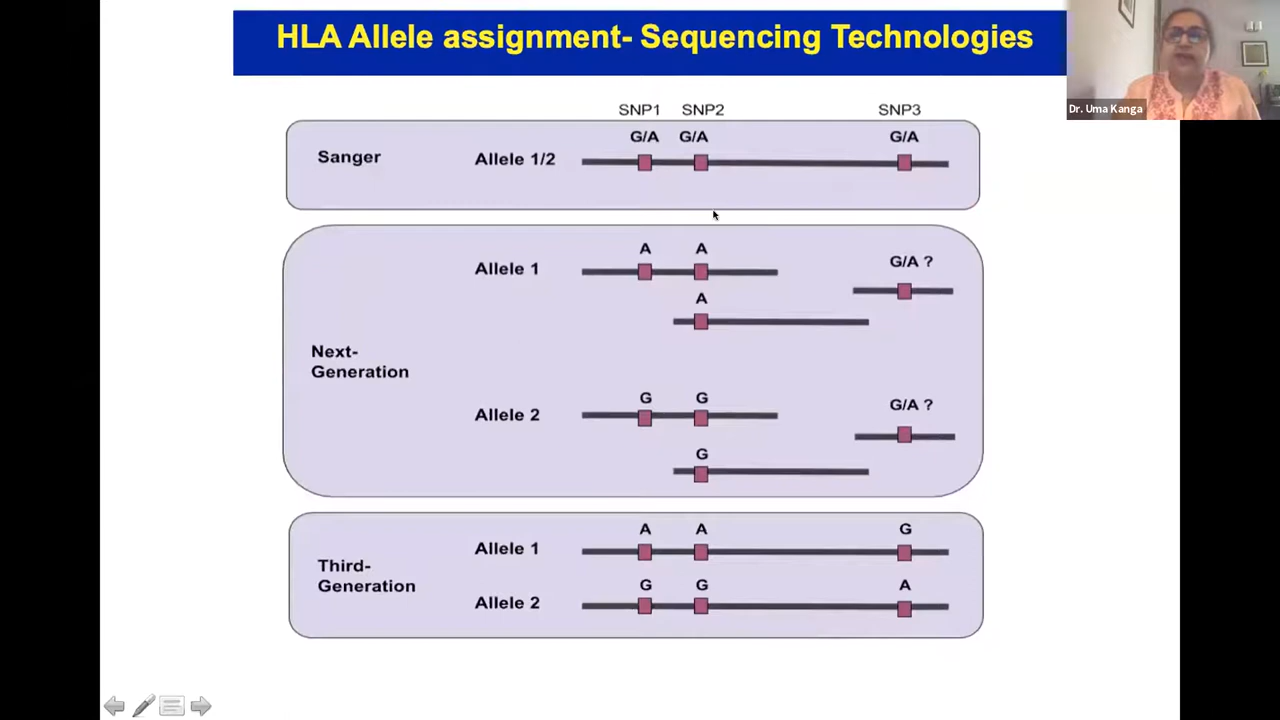 HLA Allele assignment- Sequencing Technologies
Dr. Uma Kanga
SNP1 SNP2 SNP3
G/A G/A G/A
Sanger Allele 1/2
A A
G/A ?
Allele 1
A
Next-
Generation
G G
G/A ?
Allele 2
G
A A G
Allele 1
Third-
Generation
G G A
Allele 2